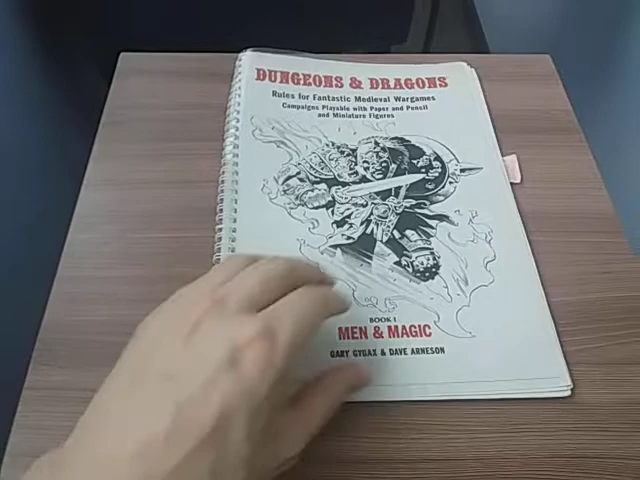 DUNGEONS & DRAGONS
Rules for Fantastic Medieval Wargames
Campaigns Playable with Paper and Pencil
and Miniature Figures
BOOK I
MEN & MAGIC
GARY GYGAX & DAVE ARNESON